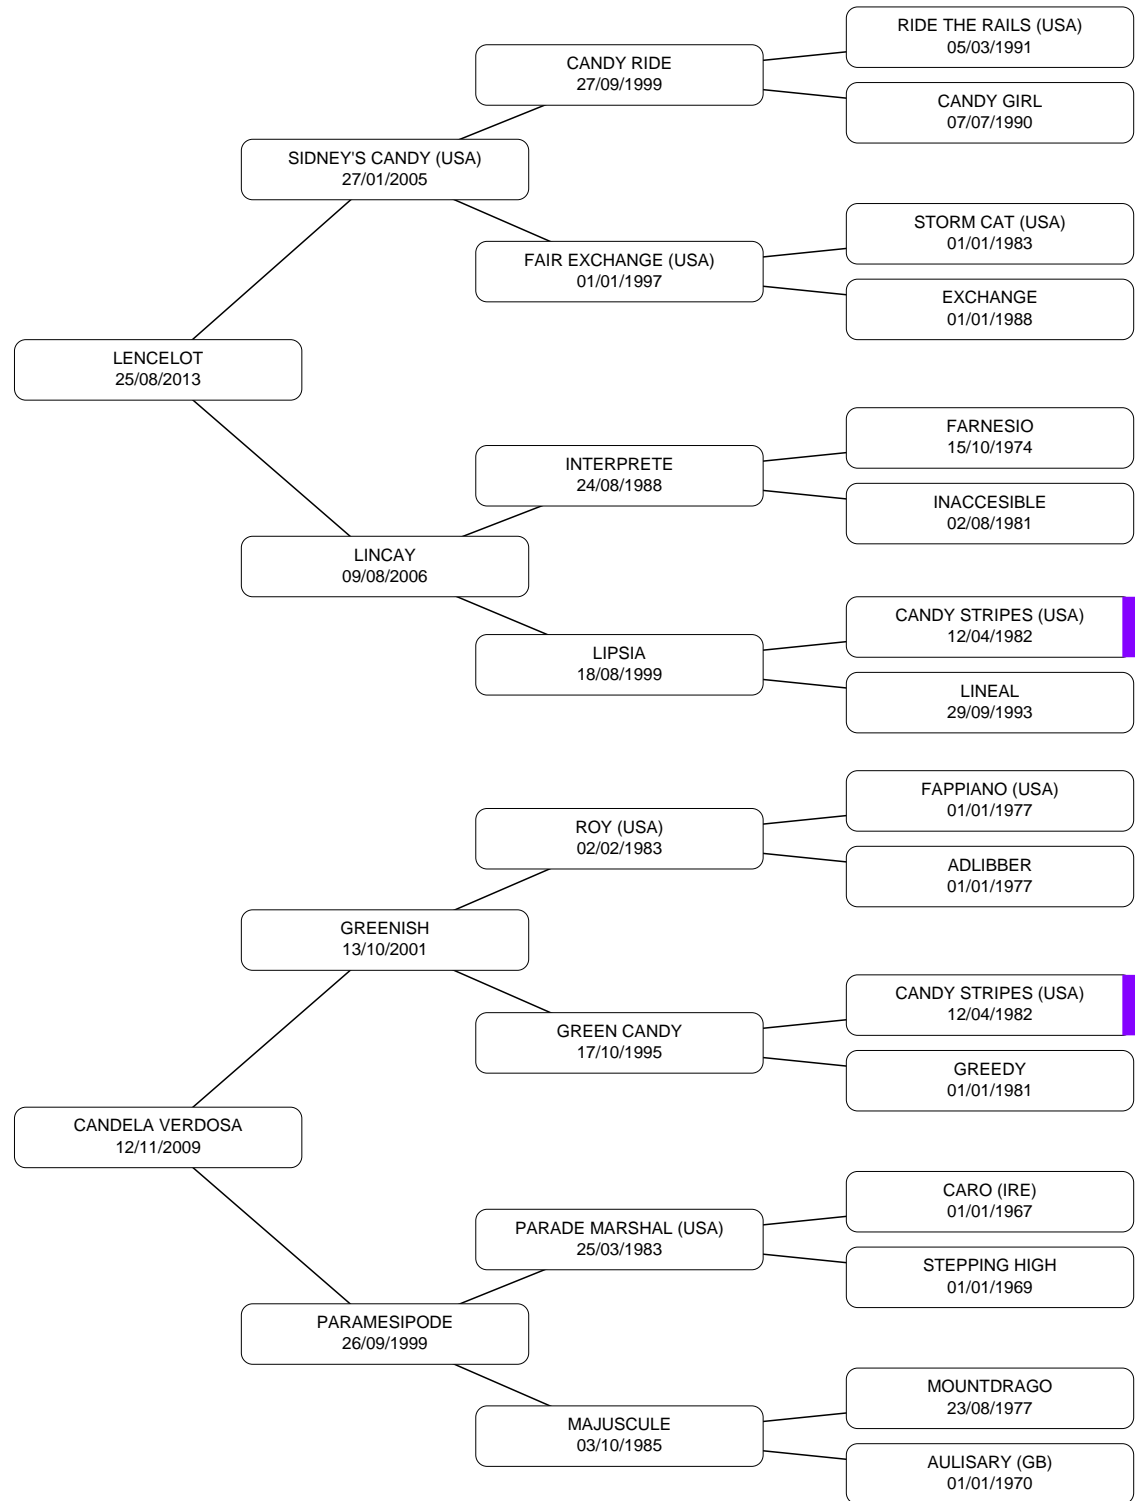 RIDE THE RAILS (USA)
05/03/1991
CANDY RIDE
27/09/1999
CANDY GIRL
07/07/1990
SIDNEY'S CANDY (USA)
27/01/2005
STORM CAT (USA)
01/01/1983
FAIR EXCHANGE (USA)
01/01/1997
EXCHANGE
01/01/1988
LENCELOT
25/08/2013
FARNESIO
15/10/1974
INTERPRETE
24/08/1988
INACCESIBLE
02/08/1981
LINCAY
09/08/2006
CANDY STRIPES (USA)
12/04/1982
LIPSIA
18/08/1999
LINEAL
29/09/1993
FAPPIANO (USA)
01/01/1977
ROY (USA)
02/02/1983
ADLIBBER
01/01/1977
GREENISH
13/10/2001
CANDY STRIPES (USA)
12/04/1982
GREEN CANDY
17/10/1995
GREEDY
01/01/1981
CANDELA VERDOSA
12/11/2009
CARO (IRE)
01/01/1967
PARADE MARSHAL (USA)
25/03/1983
STEPPING HIGH
01/01/1969
PARAMESIPODE
26/09/1999
MOUNTDRAGO
23/08/1977
MAJUSCULE
03/10/1985
AULISARY (GB)
01/01/1970